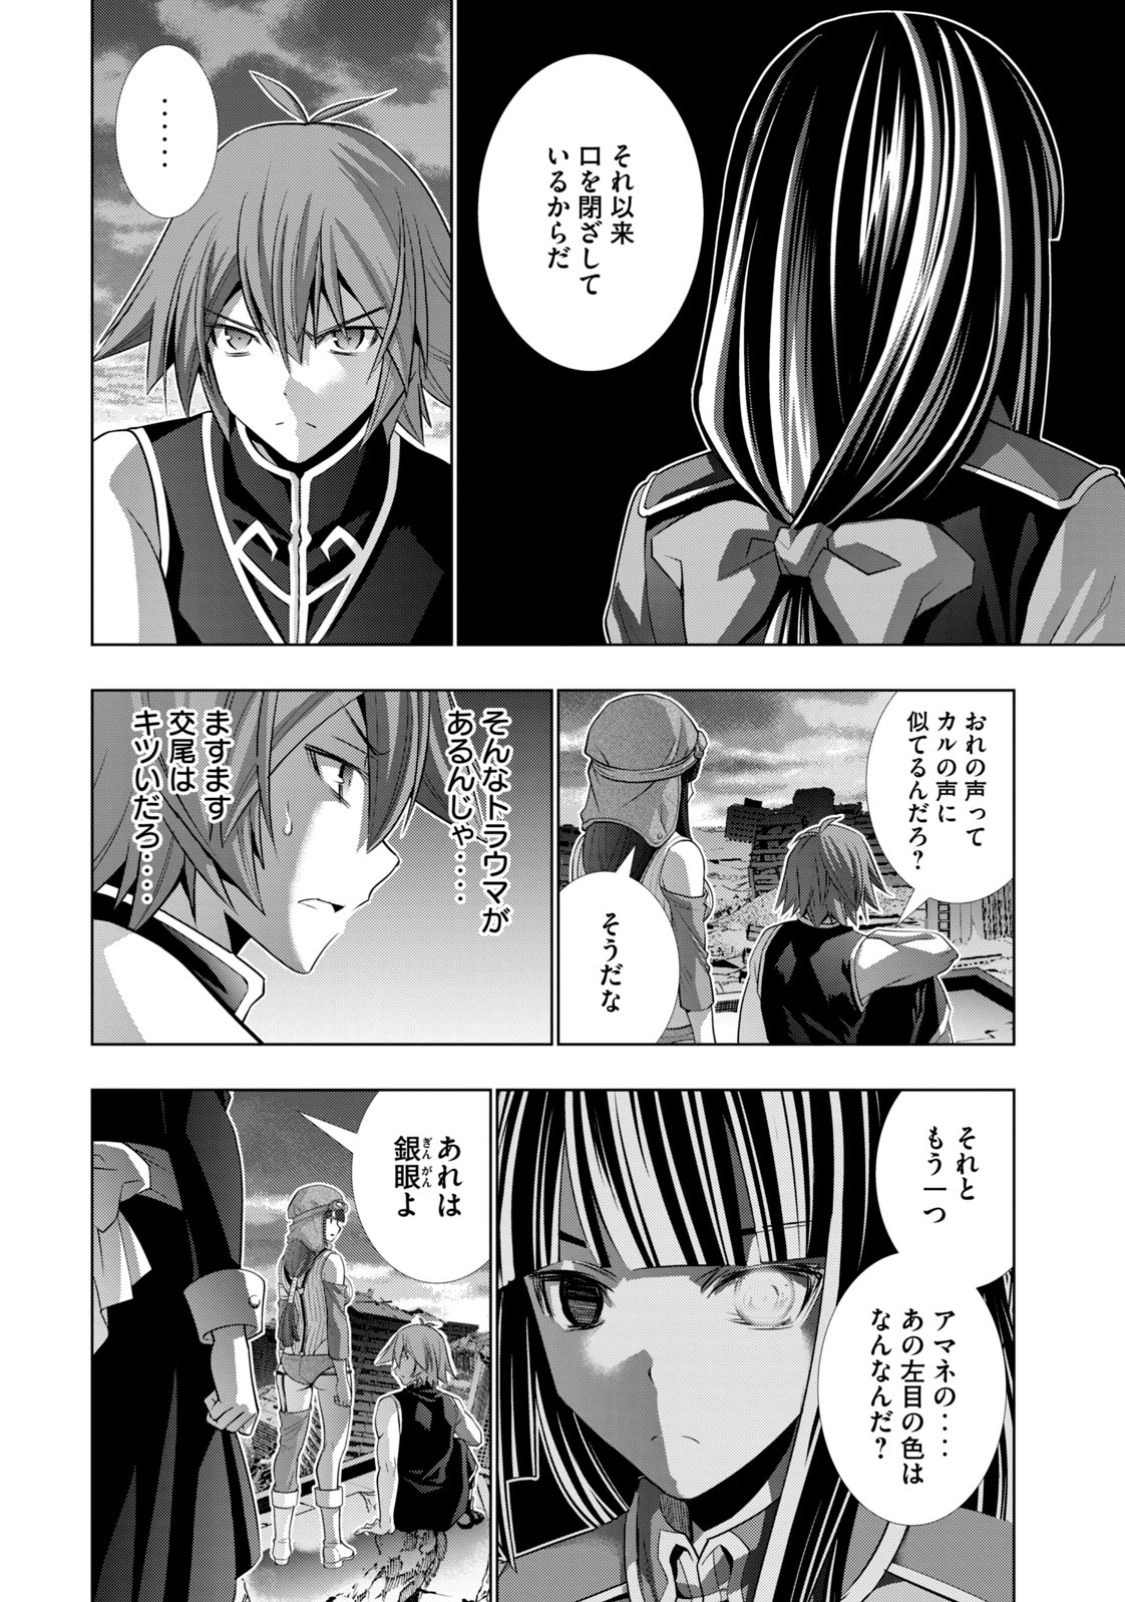 それ以来
口を閉ざして
いるからだ
‥‥‥
おれの声って
カルの声に
似てるんだろ？
そうだな
そんなトラウマが
あるんじゃ‥‥‥
ますます
交尾は
キツいだろ‥‥‥
それと
もう一つ
アマネの‥‥
あの左目の色は
なんなんだ？
あれは
銀眼よ
ぎんがん